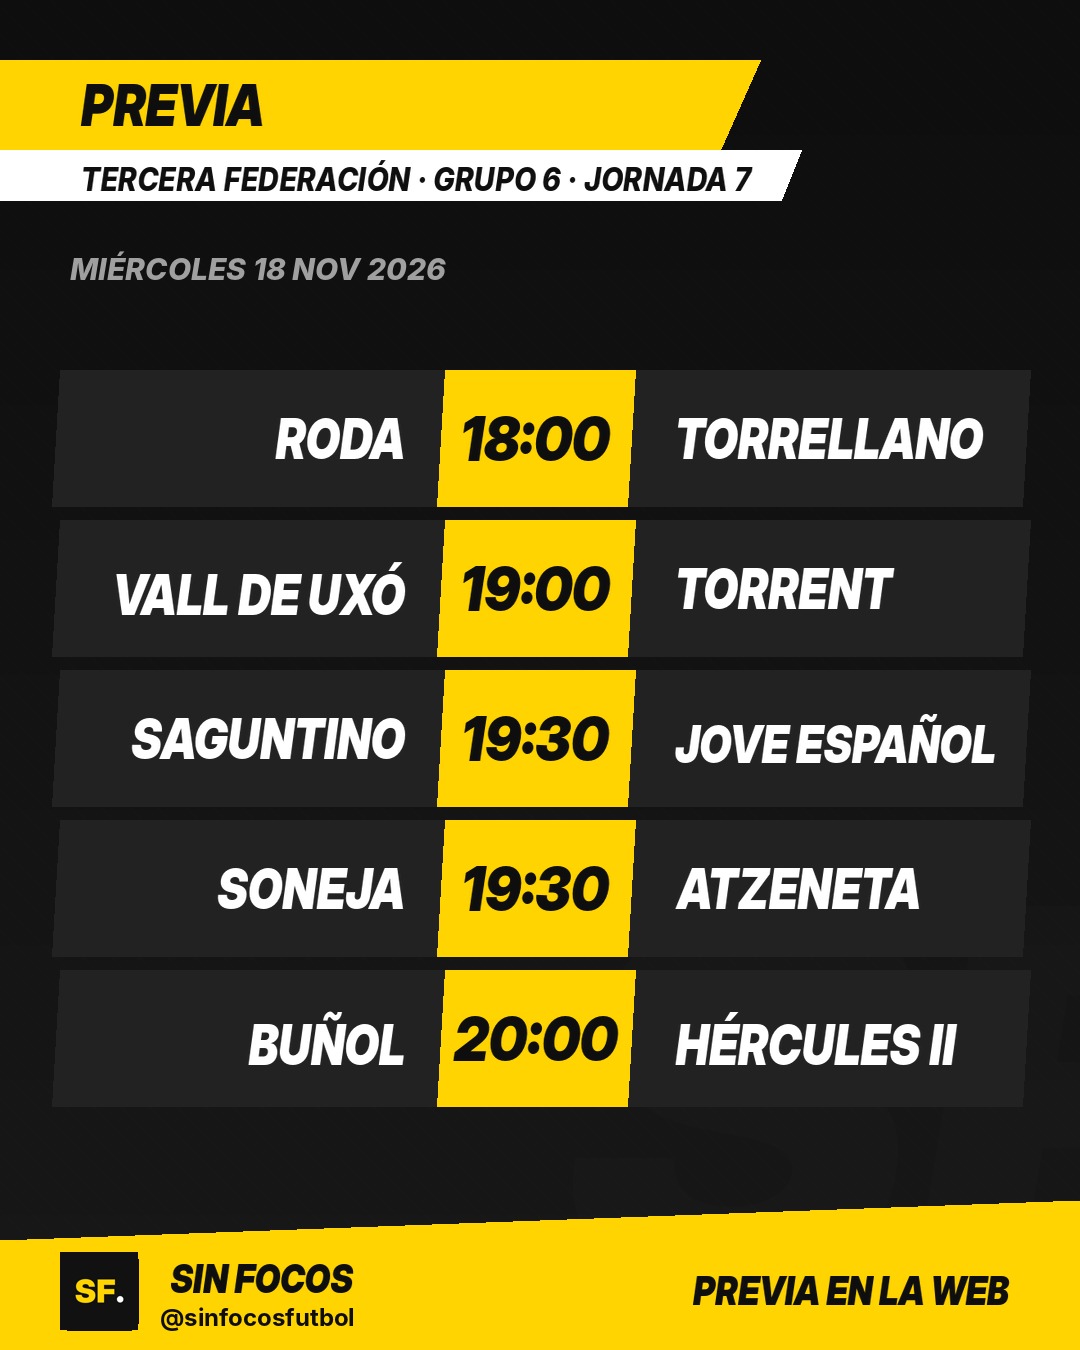 PREVIA
TERCERA FEDERACIÓN · GRUPO 6 · JORNADA 7
MIÉRCOLES 18 NOV 2026
RODA 18:00 TORRELLANO
VALL DE UXÓ 19:00 TORRENT
SAGUNTINO 19:30 JOVE ESPAÑOL
SONEJA 19:30 ATZENETA
BUÑOL 20:00 HÉRCULES II
SF.
SIN FOCOS
@sinfocosfutbol
PREVIA EN LA WEB